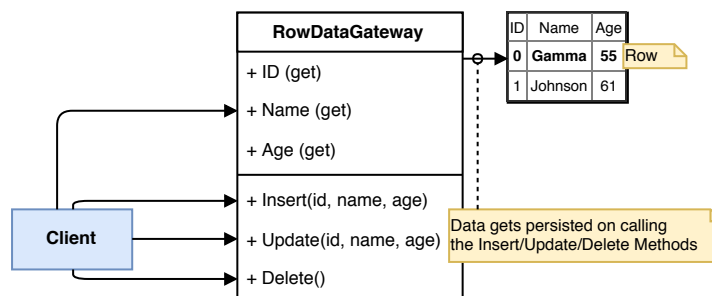 RowDataGateway
+ ID (get)
+ Name (get)
+ Age (get)
+ Insert(id, name, age)
+ Update(id, name, age)
+ Delete()
Client
ID Name Age
0 Gamma 55
1 Johnson 61
Row
Data gets persisted on calling
the Insert/Update/Delete Methods